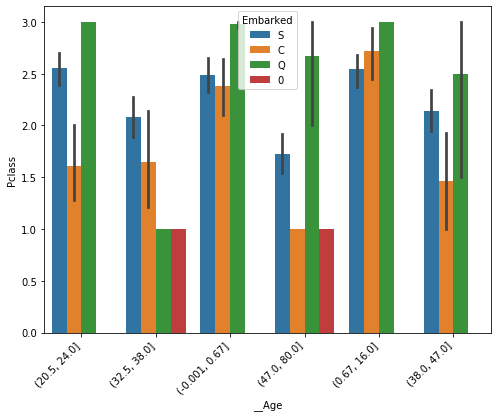 Embarked
S
C
Q
0
3.0
2.5
2.0
1.5
1.0
0.5
0.0
Pclass
(20.5, 24.0]
(32.5, 38.0]
(-0.001, 0.67]
(47.0, 80.0]
(0.67, 16.0]
(38.0, 47.0]
__Age